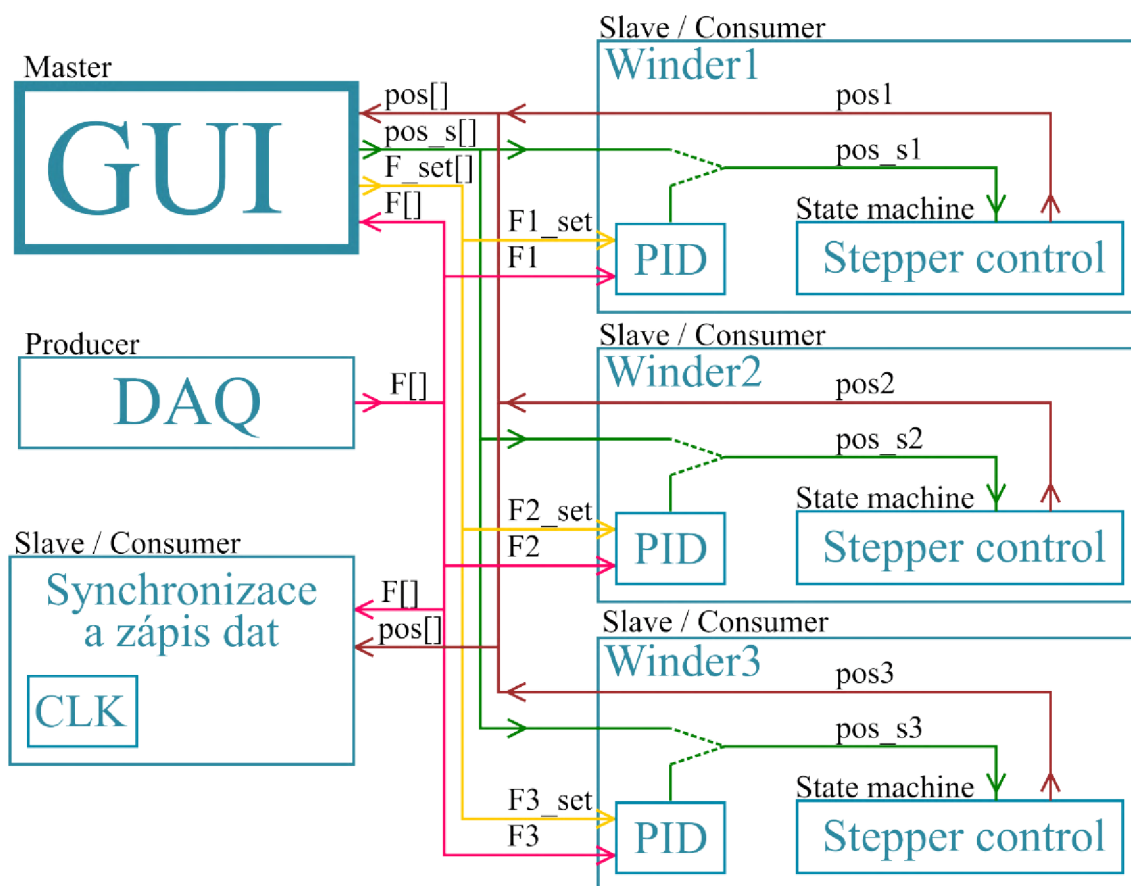 Master
GUI
pos[]
pos_s[]
F_set[]
F[]
Producer
DAQ
F[]
Slave / Consumer
Synchronizace
a zápis dat
CLK
F[]
pos[]
Slave / Consumer
Winder1
pos1
pos_s1
F1_set
F1
PID
State machine
Stepper control
Slave / Consumer
Winder2
pos2
pos_s2
F2_set
F2
PID
State machine
Stepper control
Slave / Consumer
Winder3
pos3
pos_s3
F3_set
F3
PID
State machine
Stepper control